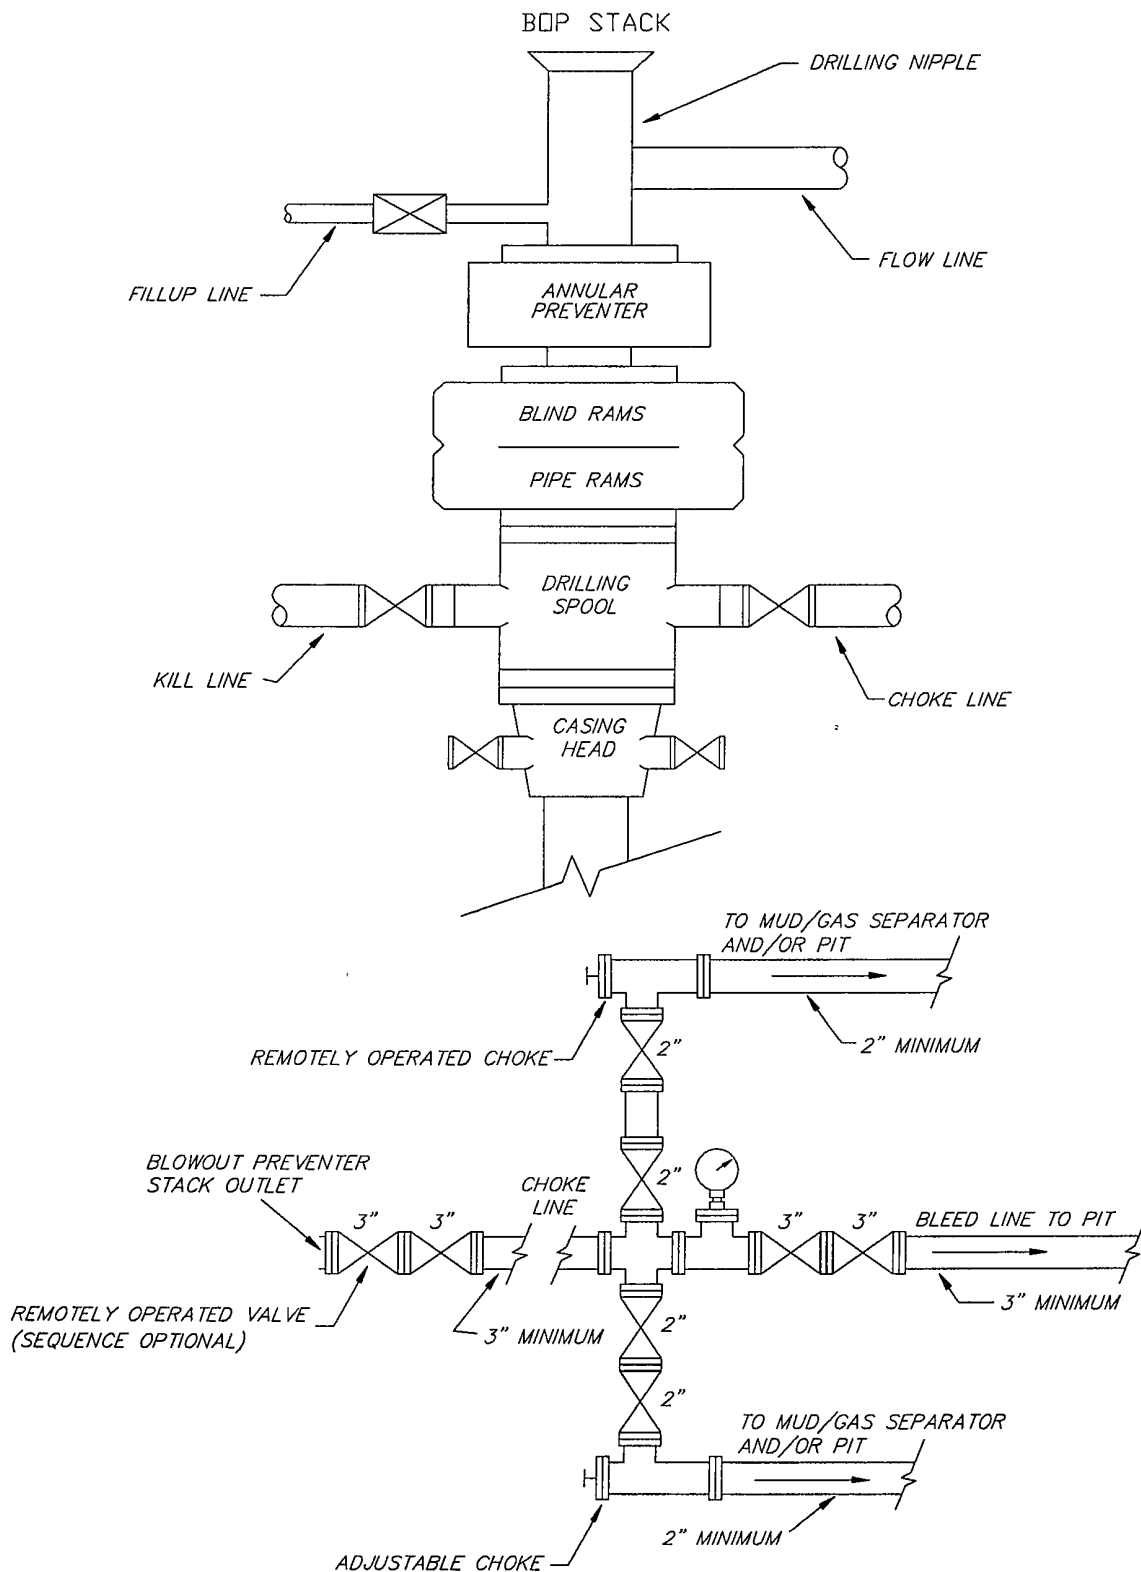 BOP STACK
DRILLING NIPPLE
FLOW LINE
FILLUP LINE
ANNULAR
PREVENTER
BLIND RAMS
PIPE RAMS
DRILLING
SPOOL
KILL LINE
CHOKE LINE
CASING
HEAD
TO MUD/GAS SEPARATOR
AND/OR PIT
2" MINIMUM
REMOTELY OPERATED CHOKE
2"
2"
BLOWOUT PREVENTER
STACK OUTLET
CHOKE
LINE
3"
3"
3"
3"
BLEED LINE TO PIT
REMOTELY OPERATED VALVE
(SEQUENCE OPTIONAL)
3" MINIMUM
3" MINIMUM
2"
2"
TO MUD/GAS SEPARATOR
AND/OR PIT
2" MINIMUM
ADJUSTABLE CHOKE